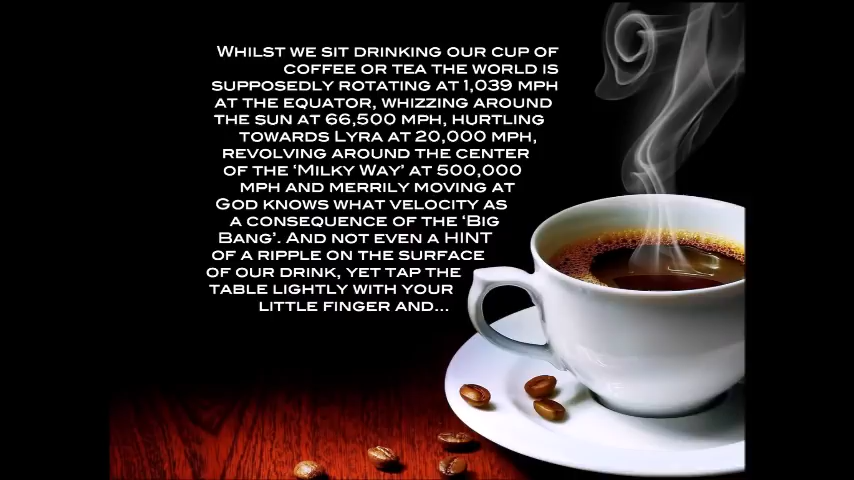 Whilst we sit drinking our cup of
coffee or tea the world is
supposedly rotating at 1,039 mph
at the equator, whizzing around
the sun at 66,500 mph, hurtling
towards Lyra at 20,000 mph,
revolving around the center
of the ‘Milky Way’ at 500,000
mph and merrily moving at
God knows what velocity as
a consequence of the ‘Big
Bang’. And not even a HINT
of a ripple on the surface
of our drink, yet tap the
table lightly with your
little finger and...